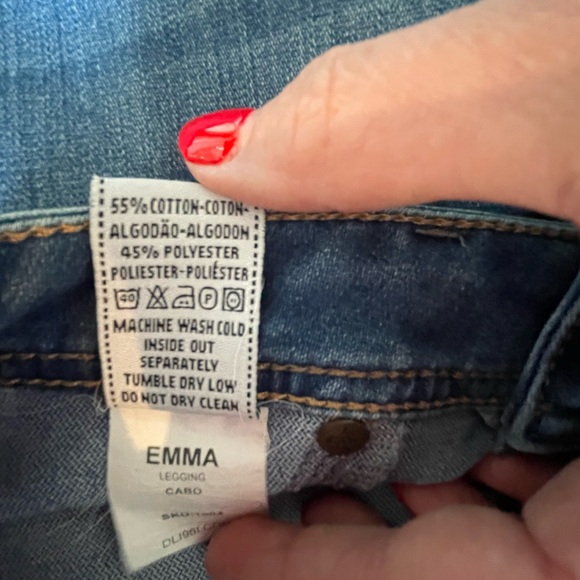 55% COTTON-COTON-
ALGODÃO-ALGODON
45% POLYESTER
POLIESTER-POLIÉSTER
40 P
MACHINE WASH COLD
INSIDE OUT
SEPARATELY
TUMBLE DRY LOW
DO NOT DRY CLEAN
EMMA
LEGGING
CABO